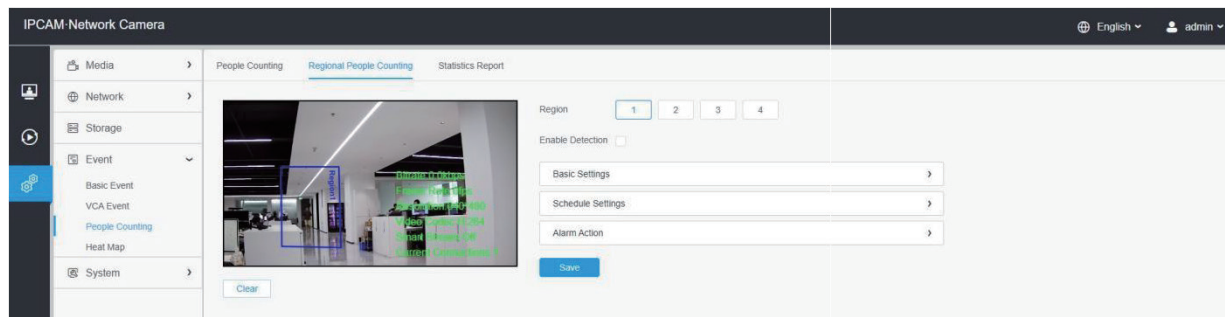 IPCAM-Network Camera
English
admin
Media
People Counting
Regional People Counting
Statistics Report
Network
Storage
Event
Basic Event
VCA Event
People Counting
Heat Map
System
Region1
Clear
Region 1 2 3 4
Enable Detection
Basic Settings
Schedule Settings
Alarm Action
Save